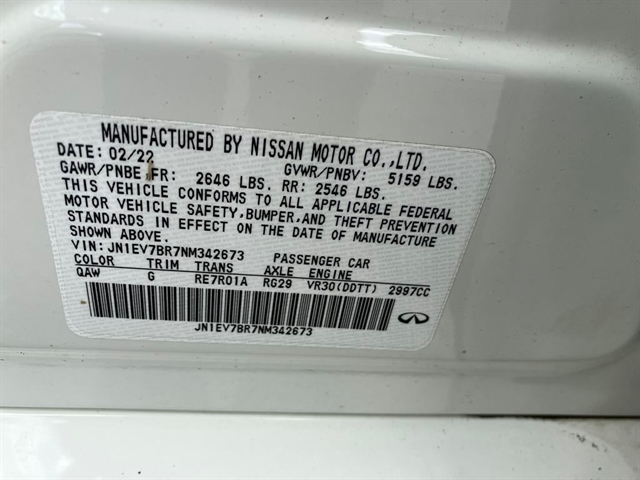 MANUFACTURED BY NISSAN MOTOR CO.,LTD.
DATE: 02/22 GVWR/PNBV: 5159 LBS.
GAWR/PNBE FR: 2646 LBS. RR: 2546 LBS.
THIS VEHICLE CONFORMS TO ALL APPLICABLE FEDERAL
MOTOR VEHICLE SAFETY, BUMPER, AND THEFT PREVENTION
STANDARDS IN EFFECT ON THE DATE OF MANUFACTURE
SHOWN ABOVE.
VIN: JN1EV7BR7NM342673 PASSENGER CAR
COLOR TRIM TRANS AXLE ENGINE
QAW G RE7R01A RG29 VR30(DDTT) 2997CC
JN1EV7BR7NM342673